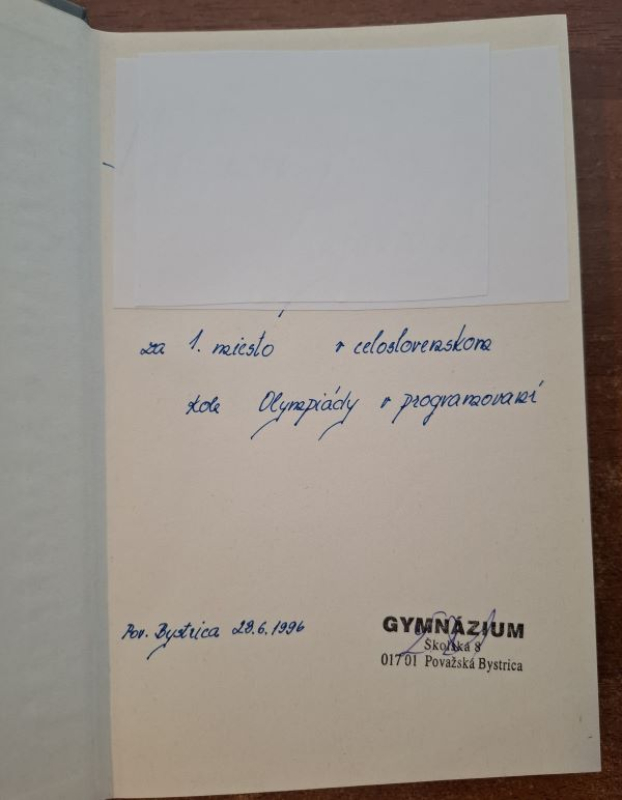 za 1. miesto v celoslovenskom
kole Olympiády v programovaní
Pov. Bystrica 28.6.1996
GYMNÁZIUM
Školská 8
017 01 Považská Bystrica